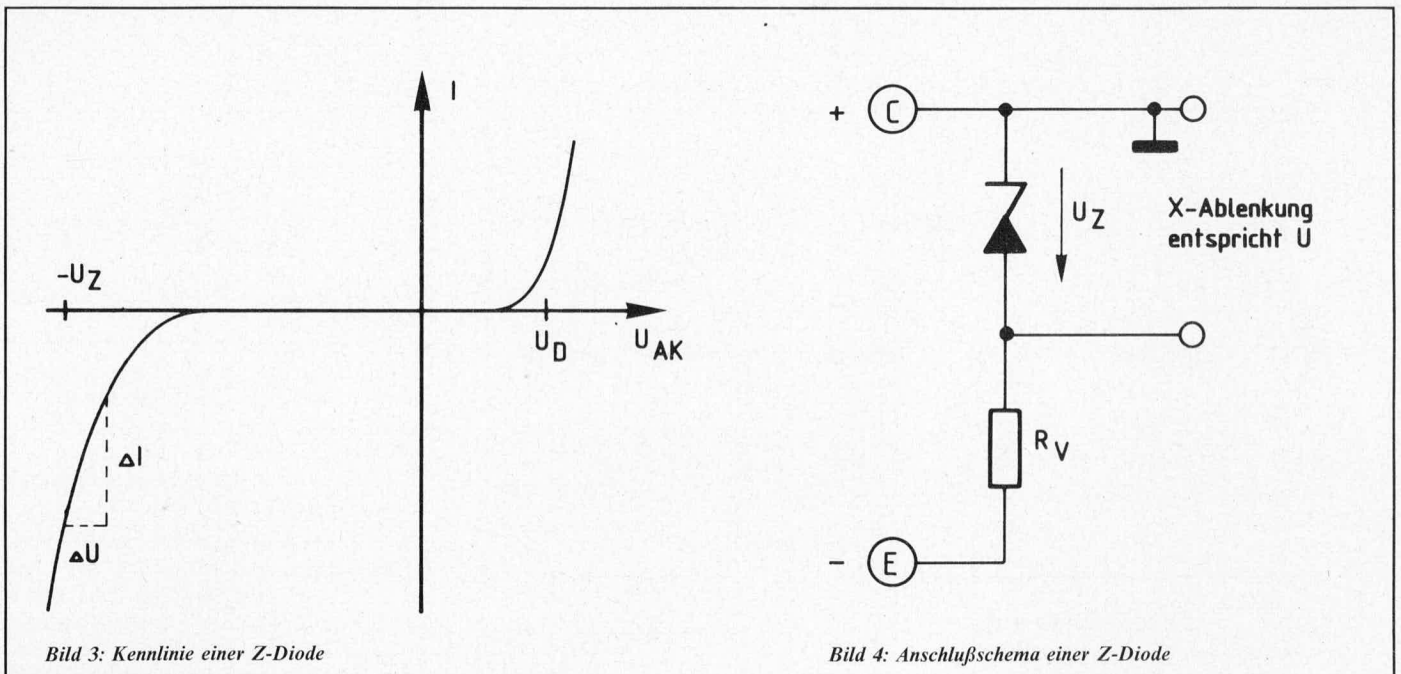 I
-U_Z
U_D
U_AK
ΔI
ΔU
Bild 3: Kennlinie einer Z-Diode
+ C
U_Z
X-Ablenkung
entspricht U
R_V
- E
Bild 4: Anschlußschema einer Z-Diode